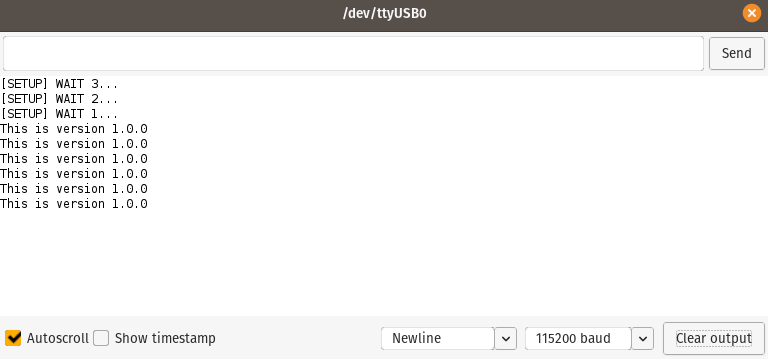 /dev/ttyUSB0
Send
[SETUP] WAIT 3...
[SETUP] WAIT 2...
[SETUP] WAIT 1...
This is version 1.0.0
This is version 1.0.0
This is version 1.0.0
This is version 1.0.0
This is version 1.0.0
This is version 1.0.0
Autoscroll Show timestamp Newline 115200 baud Clear output